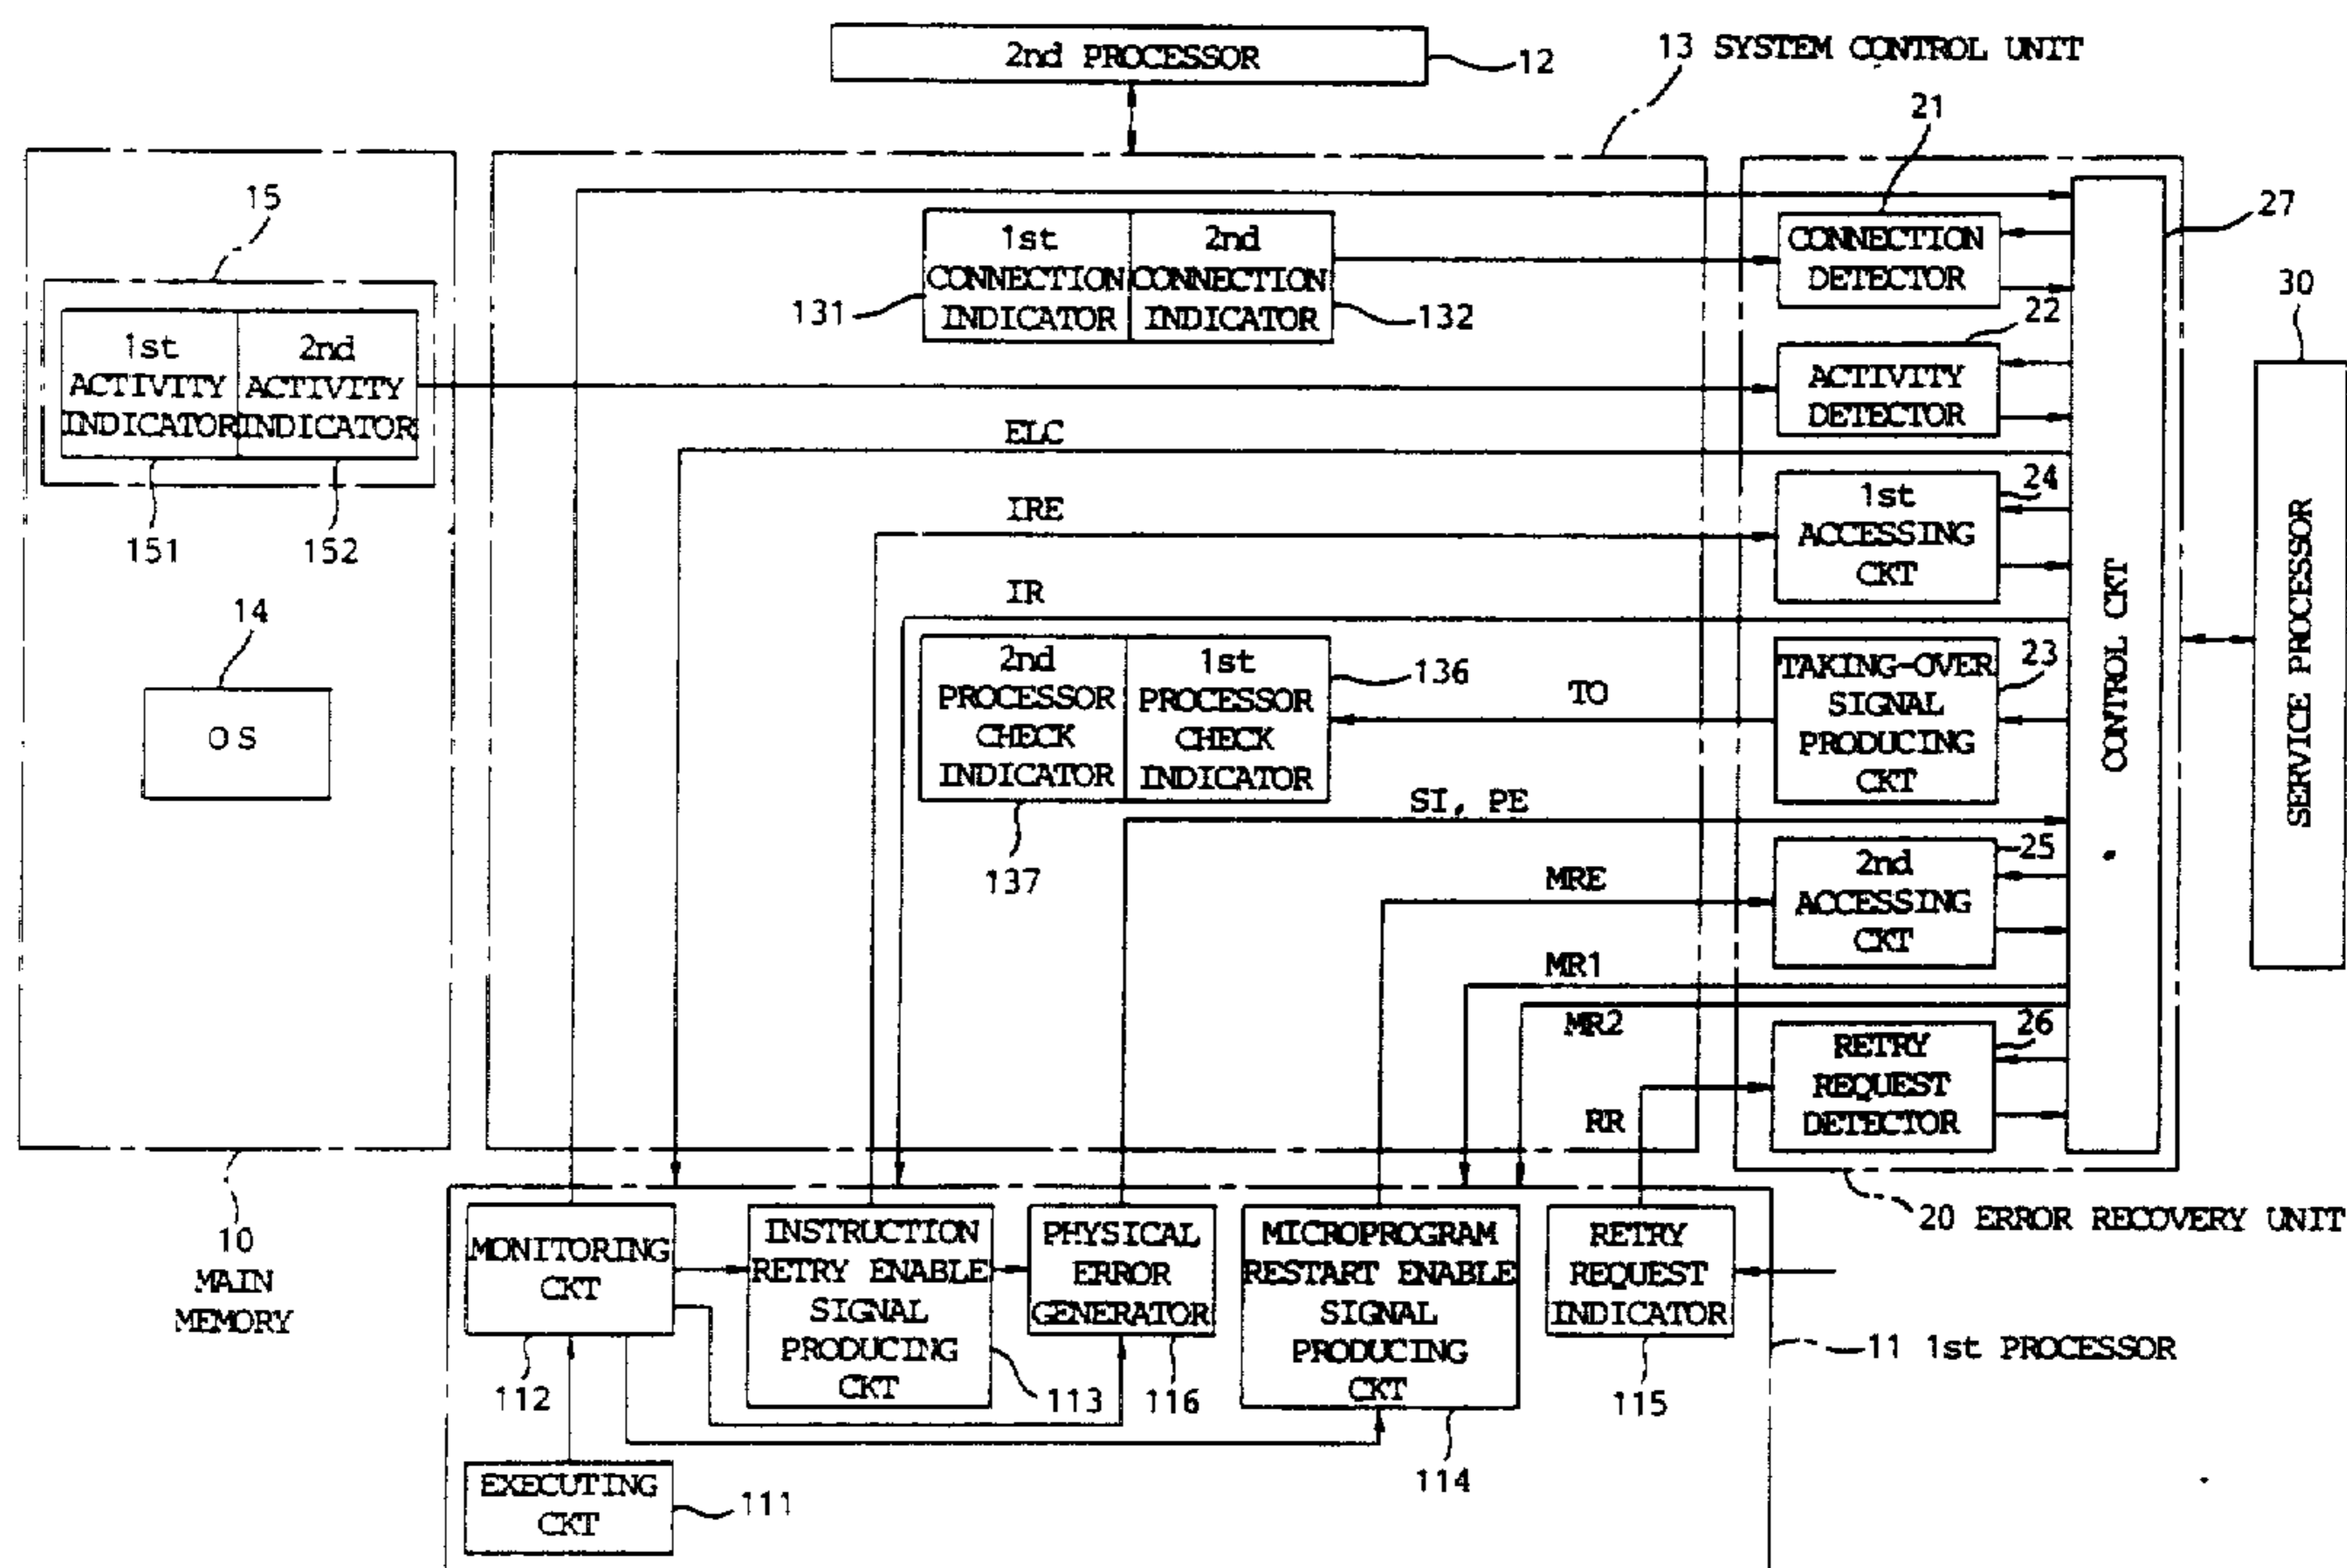 2nd PROCESSOR
12
13 SYSTEM CONTROL UNIT
21
15
1st
CONNECTION
INDICATOR
2nd
CONNECTION
INDICATOR
131
132
CONNECTION
DETECTOR
27
30
22
1st
ACTIVITY
INDICATOR
2nd
ACTIVITY
INDICATOR
151
152
ACTIVITY
DETECTOR
ELC
24
IRE
1st
ACCESSING
CKT
IR
14
OS
2nd
PROCESSOR
CHECK
INDICATOR
1st
PROCESSOR
CHECK
INDICATOR
136
137
TO
TAKING-OVER
SIGNAL
PRODUCING
CKT
23
CONTROL CKT
SERVICE PROCESSOR
SI, PE
25
MRE
2nd
ACCESSING
CKT
MR1
MR2
26
RETRY
REQUEST
DETECTOR
RR
10
MAIN
MEMORY
20 ERROR RECOVERY UNIT
MONITORING
CKT
112
INSTRUCTION
RETRY ENABLE
SIGNAL
PRODUCING
CKT
113
PHYSICAL
ERROR
GENERATOR
116
MICROPROGRAM
RESTART ENABLE
SIGNAL
PRODUCING
CKT
114
RETRY
REQUEST
INDICATOR
115
11 1st PROCESSOR
EXECUTING
CKT
111